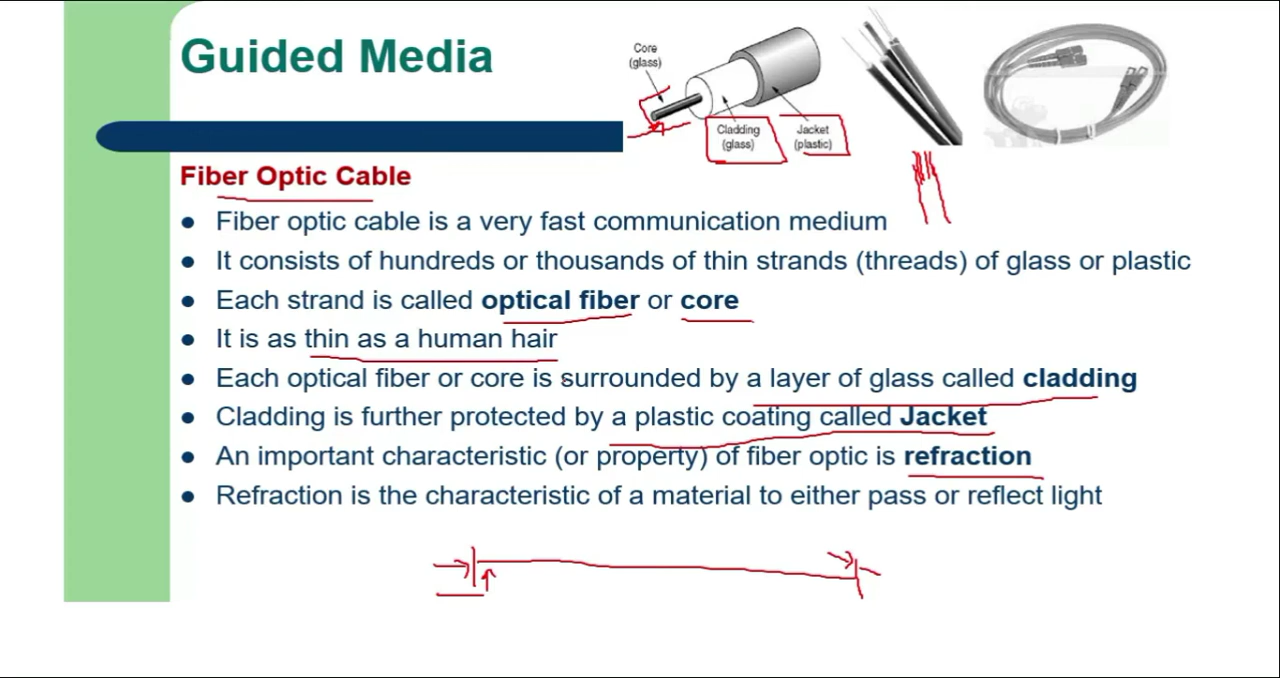 Guided Media
Core
(glass)
Cladding
(glass)
Jacket
(plastic)
Fiber Optic Cable
● Fiber optic cable is a very fast communication medium
● It consists of hundreds or thousands of thin strands (threads) of glass or plastic
● Each strand is called optical fiber or core
● It is as thin as a human hair
● Each optical fiber or core is surrounded by a layer of glass called cladding
● Cladding is further protected by a plastic coating called Jacket
● An important characteristic (or property) of fiber optic is refraction
● Refraction is the characteristic of a material to either pass or reflect light